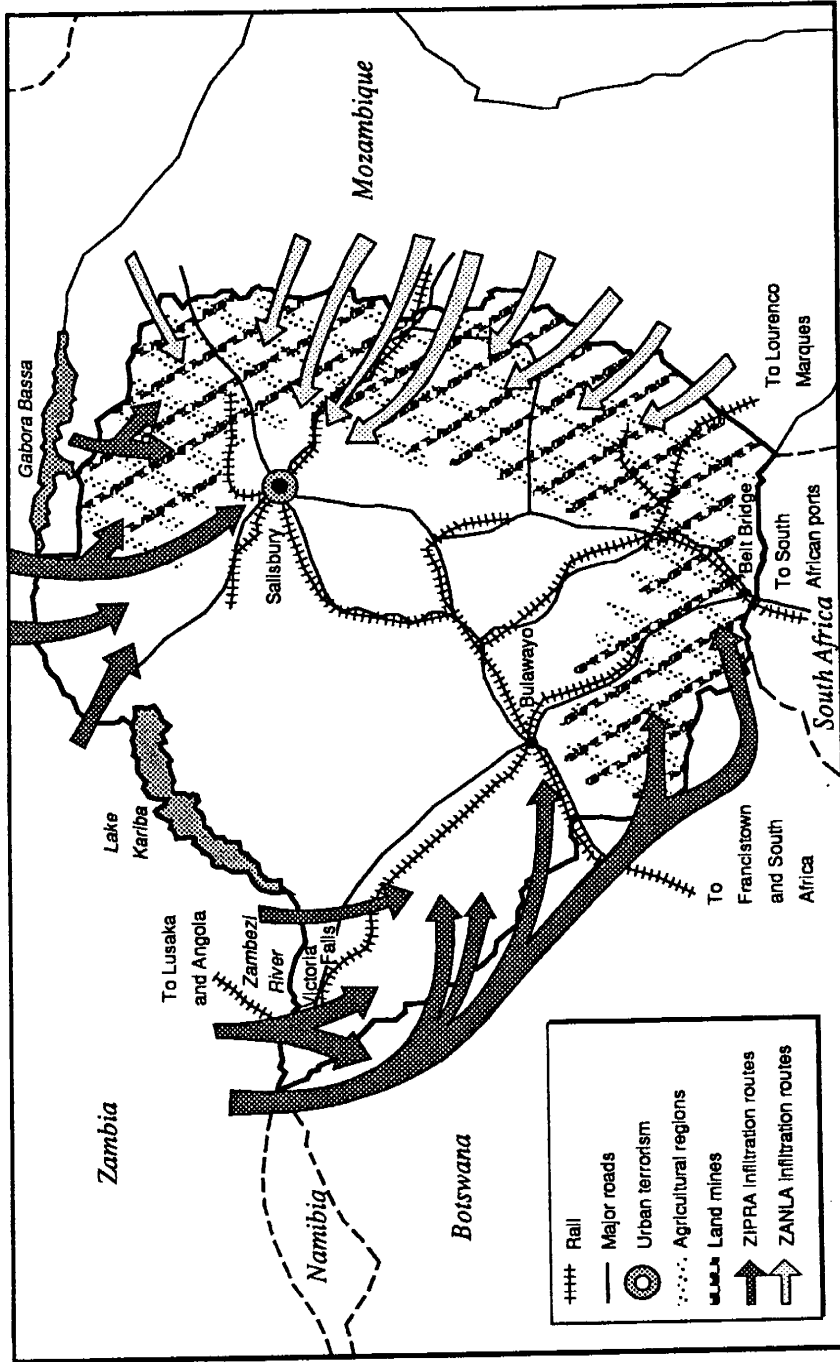 Zambia
Namibia
Botswana
Mozambique
South Africa
Gabora Bassa
Lake
Kariba
To Lusaka
and Angola
Zambezi
River
Victoria
Falls
Salisbury
Bulawayo
Belt Bridge
To
Francistown
and South
Africa
To South
African ports
To Lourenco
Marques
Rail
Major roads
Urban terrorism
Agricultural regions
Land mines
ZIPRA Infiltration routes
ZANLA Infiltration routes